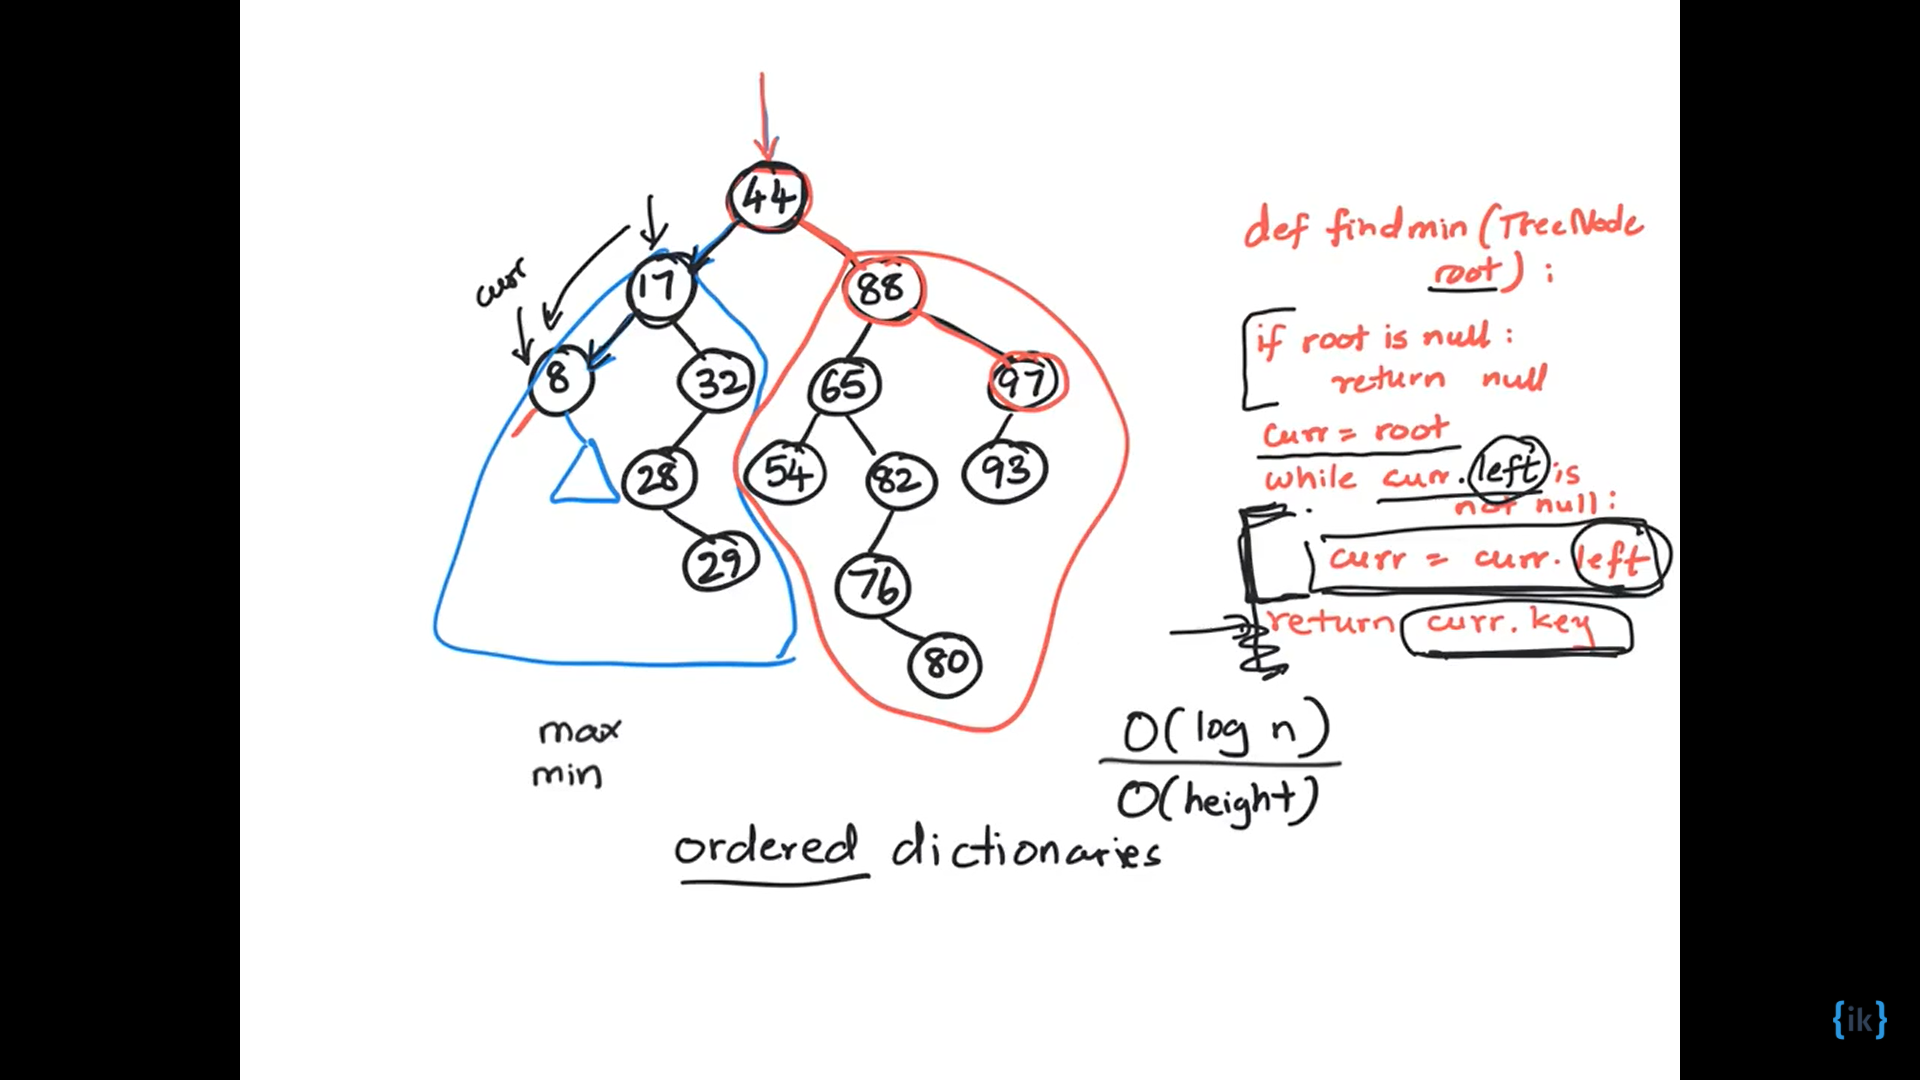 44
17
88
curr
8
32
65
97
28
54
82
93
29
76
80
def findmin (TreeNode
root) :
if root is null :
return null
curr = root
while curr.left is
not null :
curr = curr.left
return curr.key
max
min
O(log n)
O(height)
ordered dictionaries
{ik}